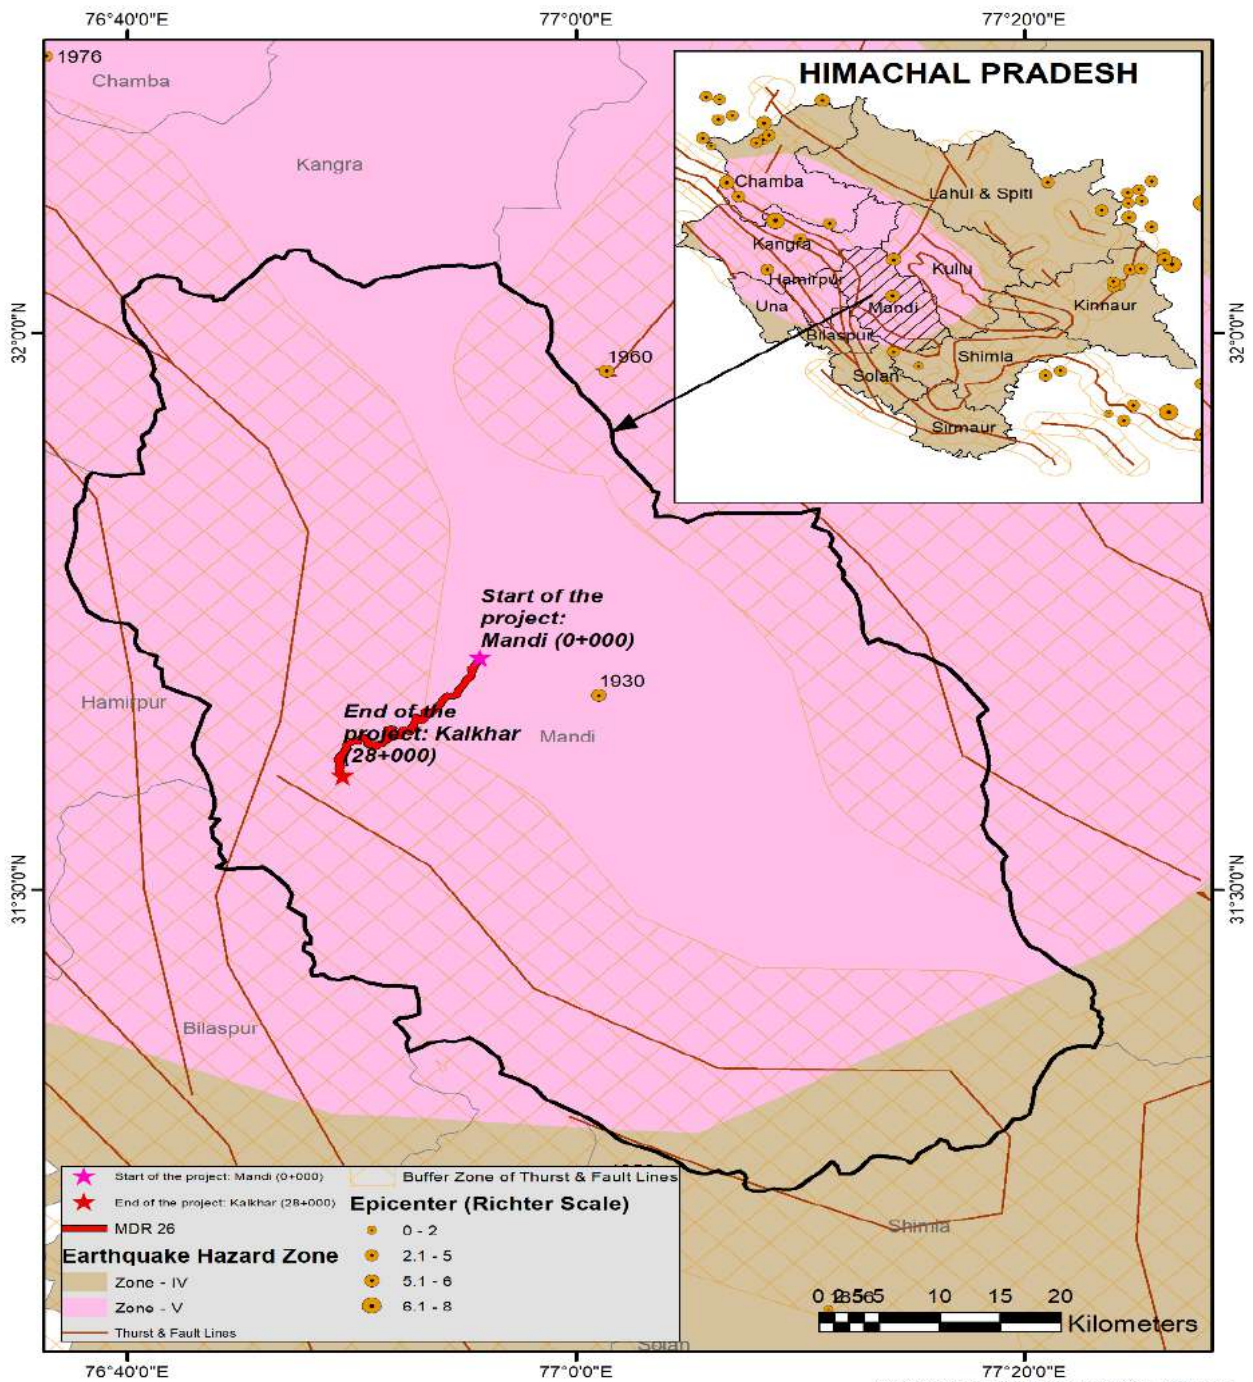 76°40'0"E
77°0'0"E
77°20'0"E
1976
Chamba
Kangra
HIMACHAL PRADESH
Chamba
Lahul & Spiti
Kangra
Kullu
Hamirpur
Una
Mandi
Kinnaur
Bilaspur
Shimla
Solan
Sirmaur
32°0'0"N
32°0'0"N
1960
Start of the
project:
Mandi (0+000)
1930
Hamirpur
End of the
project: Kalkhar
(28+000)
Mandi
31°30'0"N
31°30'0"N
Bilaspur
Shimla
Solan
Start of the project: Mandi (0+000)
End of the project: Kalkhar (28+000)
MDR 26
Earthquake Hazard Zone
Zone - IV
Zone - V
Thurst & Fault Lines
Buffer Zone of Thurst & Fault Lines
Epicenter (Richter Scale)
0 - 2
2.1 - 5
5.1 - 6
6.1 - 8
0 2.5 5 10 15 20
Kilometers
76°40'0"E
77°0'0"E
77°20'0"E